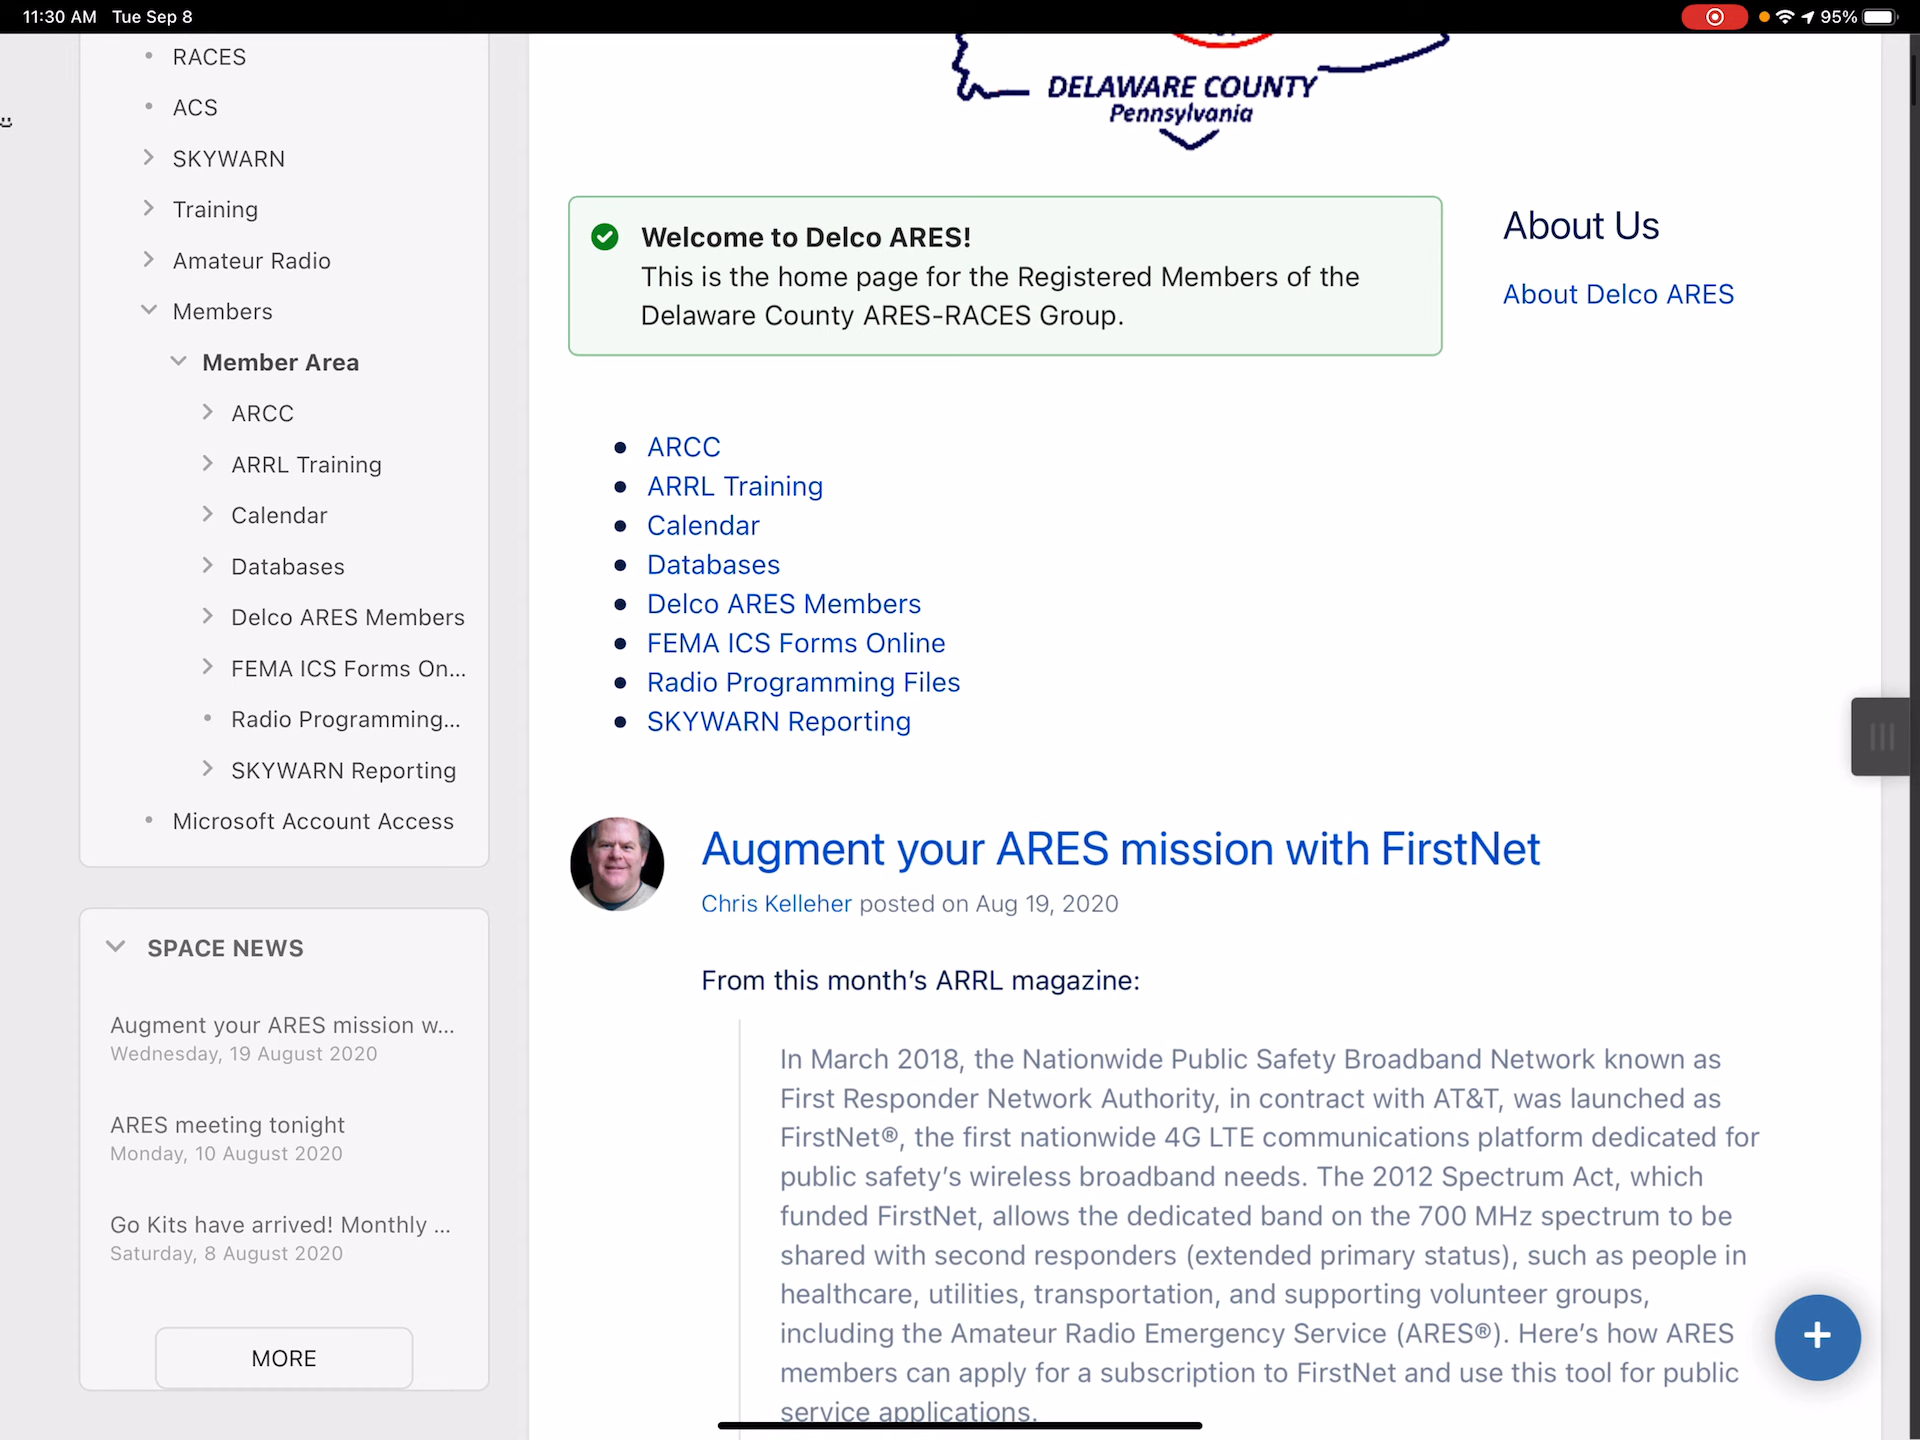 11:30 AM Tue Sep 8
95%
RACES
ACS
SKYWARN
Training
Amateur Radio
Members
Member Area
ARCC
ARRL Training
Calendar
Databases
Delco ARES Members
FEMA ICS Forms On...
Radio Programming...
SKYWARN Reporting
Microsoft Account Access
SPACE NEWS
Augment your ARES mission w...
Wednesday, 19 August 2020
ARES meeting tonight
Monday, 10 August 2020
Go Kits have arrived! Monthly ...
Saturday, 8 August 2020
MORE
DELAWARE COUNTY
Pennsylvania
Welcome to Delco ARES!
This is the home page for the Registered Members of the
Delaware County ARES-RACES Group.
About Us
About Delco ARES
ARCC
ARRL Training
Calendar
Databases
Delco ARES Members
FEMA ICS Forms Online
Radio Programming Files
SKYWARN Reporting
Augment your ARES mission with FirstNet
Chris Kelleher posted on Aug 19, 2020
From this month's ARRL magazine:
In March 2018, the Nationwide Public Safety Broadband Network known as
First Responder Network Authority, in contract with AT&T, was launched as
FirstNet®, the first nationwide 4G LTE communications platform dedicated for
public safety's wireless broadband needs. The 2012 Spectrum Act, which
funded FirstNet, allows the dedicated band on the 700 MHz spectrum to be
shared with second responders (extended primary status), such as people in
healthcare, utilities, transportation, and supporting volunteer groups,
including the Amateur Radio Emergency Service (ARES®). Here's how ARES
members can apply for a subscription to FirstNet and use this tool for public
service applications.